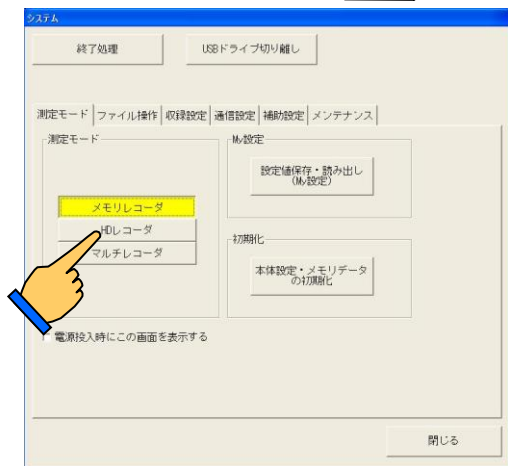 システム
終了処理
USBドライブ切り離し
測定モード
ファイル操作
収録設定
通信設定
補助設定
メンテナンス
測定モード
メモリレコーダ
HDレコーダ
マルチレコーダ
My設定
設定値保存・読み出し
(My設定)
初期化
本体設定・メモリデータ
の初期化
電源投入時にこの画面を表示する
閉じる